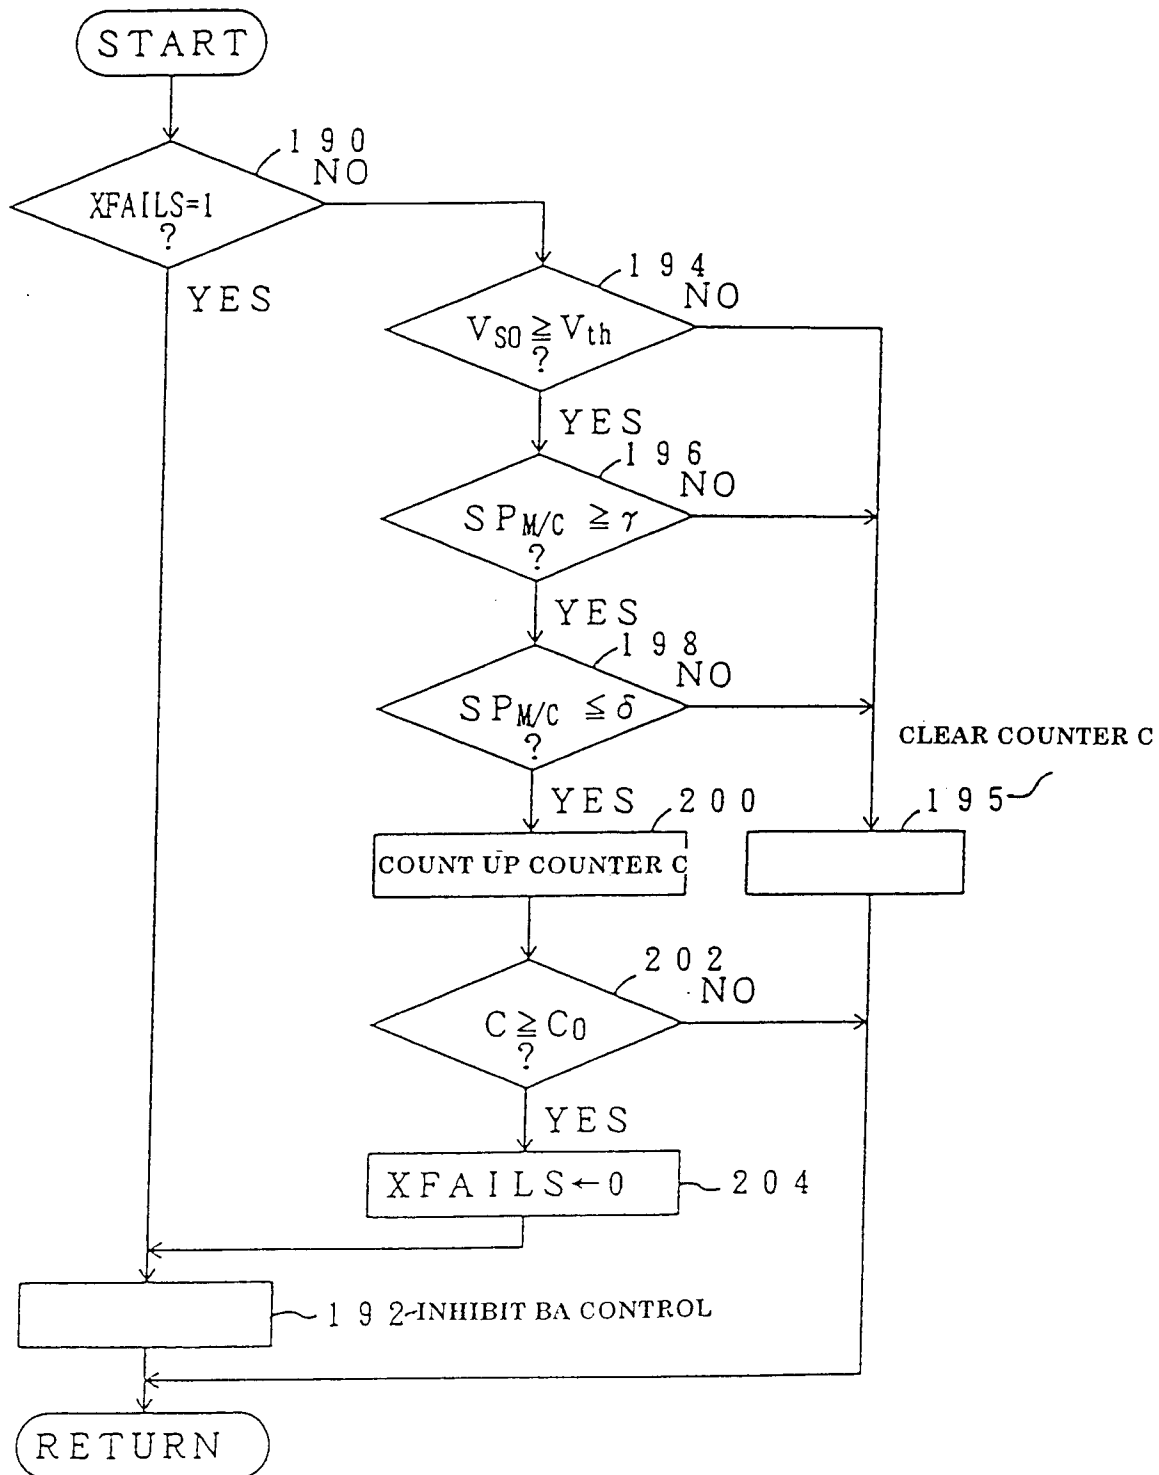 START
190
NO
XFAILS=1
?
YES
194
NO
VSO ≧ Vth
?
YES
196
NO
SPM/C ≧ γ
?
YES
198
NO
SPM/C ≦ δ
?
CLEAR COUNTER C
YES
200
195
COUNT UP COUNTER C
202
NO
C ≧ C0
?
YES
XFAILS←0
204
192 INHIBIT BA CONTROL
RETURN